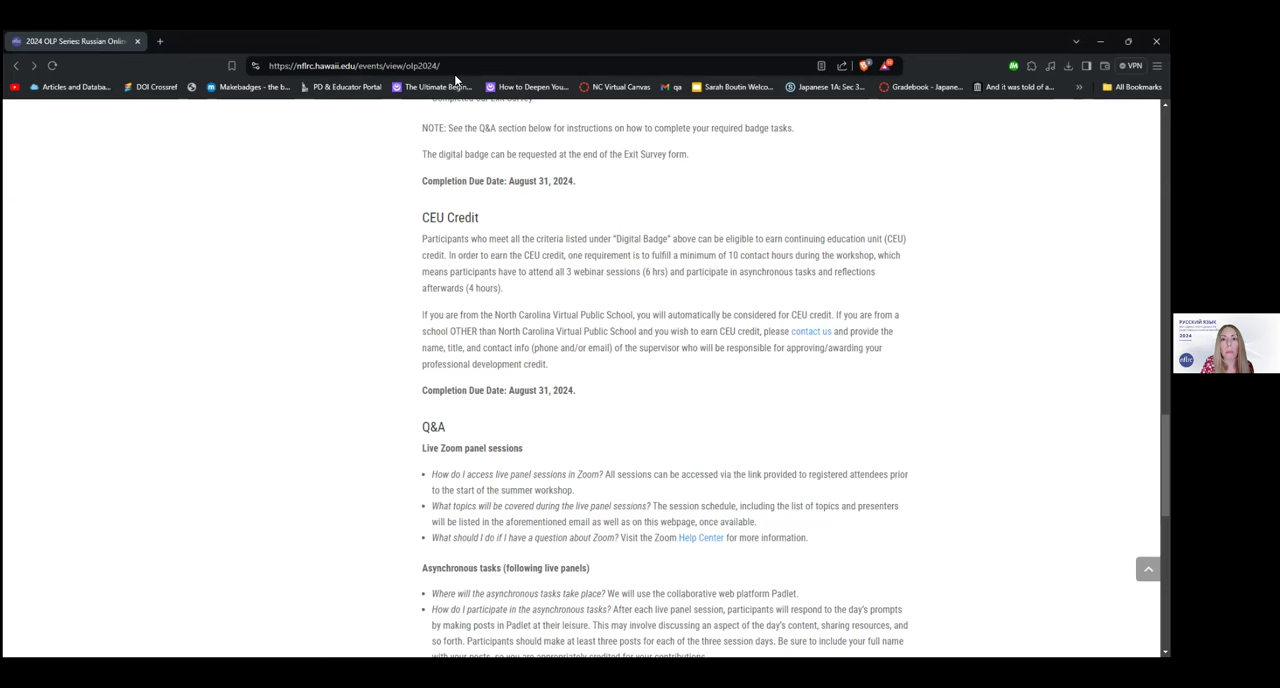 2024 OLP Series: Russian Onlin
https://nflrc.hawaii.edu/events/view/olp2024/
VPN
Articles and Databa...
DOI Crossref
Makebadges - the b...
PD & Educator Portal
The Ultimate Begin...
How to Deepen You...
NC Virtual Canvas
qa
Sarah Boutin Welco...
Japanese 1A: Sec 3...
Gradebook - Japane...
And it was told of a...
»
All Bookmarks
Completed our Exit Survey
NOTE: See the Q&A section below for instructions on how to complete your required badge tasks.
The digital badge can be requested at the end of the Exit Survey form.
Completion Due Date: August 31, 2024.
CEU Credit
Participants who meet all the criteria listed under “Digital Badge” above can be eligible to earn continuing education unit (CEU)
credit. In order to earn the CEU credit, one requirement is to fulfill a minimum of 10 contact hours during the workshop, which
means participants have to attend all 3 webinar sessions (6 hrs) and participate in asynchronous tasks and reflections
afterwards (4 hours).
If you are from the North Carolina Virtual Public School, you will automatically be considered for CEU credit. If you are from a
school OTHER than North Carolina Virtual Public School and you wish to earn CEU credit, please contact us and provide the
name, title, and contact info (phone and/or email) of the supervisor who will be responsible for approving/awarding your
professional development credit.
Completion Due Date: August 31, 2024.
Q&A
Live Zoom panel sessions
• How do I access live panel sessions in Zoom? All sessions can be accessed via the link provided to registered attendees prior
to the start of the summer workshop.
• What topics will be covered during the live panel sessions? The session schedule, including the list of topics and presenters
will be listed in the aforementioned email as well as on this webpage, once available.
• What should I do if I have a question about Zoom? Visit the Zoom Help Center for more information.
Asynchronous tasks (following live panels)
• Where will the asynchronous tasks take place? We will use the collaborative web platform Padlet.
• How do I participate in the asynchronous tasks? After each live panel session, participants will respond to the day's prompts
by making posts in Padlet at their leisure. This may involve discussing an aspect of the day's content, sharing resources, and
so forth. Participants should make at least three posts for each of the three session days. Be sure to include your full name
with your posts, so you are appropriately credited for your contributions.
РУССКИЙ ЯЗЫК
2024
nflrc